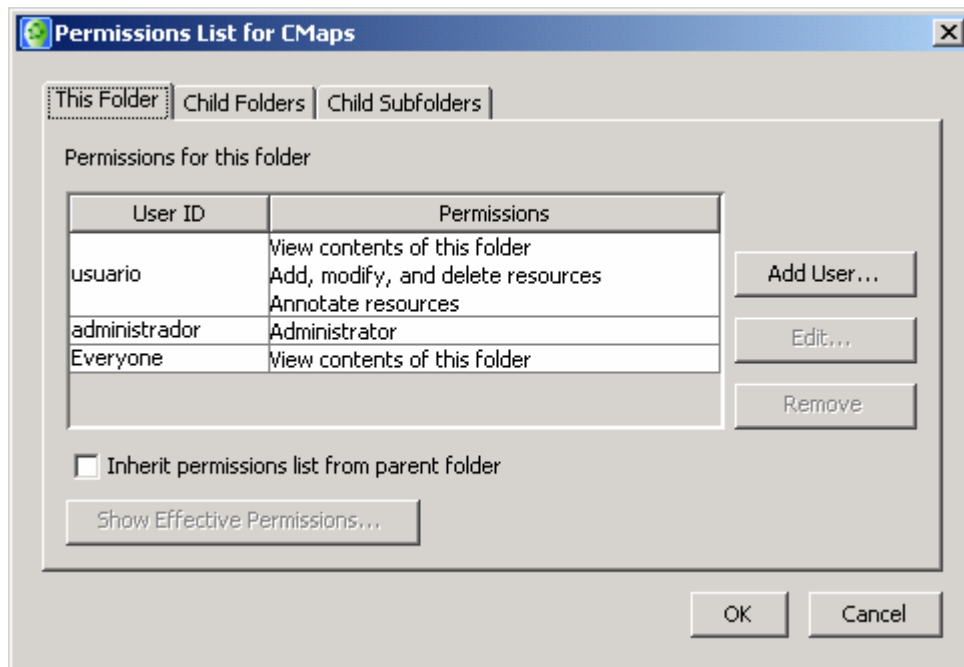 Permissions List for CMaps
This Folder Child Folders Child Subfolders
Permissions for this folder
User ID Permissions
usuario
View contents of this folder
Add, modify, and delete resources
Annotate resources
administrador Administrator
Everyone View contents of this folder
Add User...
Edit...
Remove
Inherit permissions list from parent folder
Show Effective Permissions...
OK Cancel